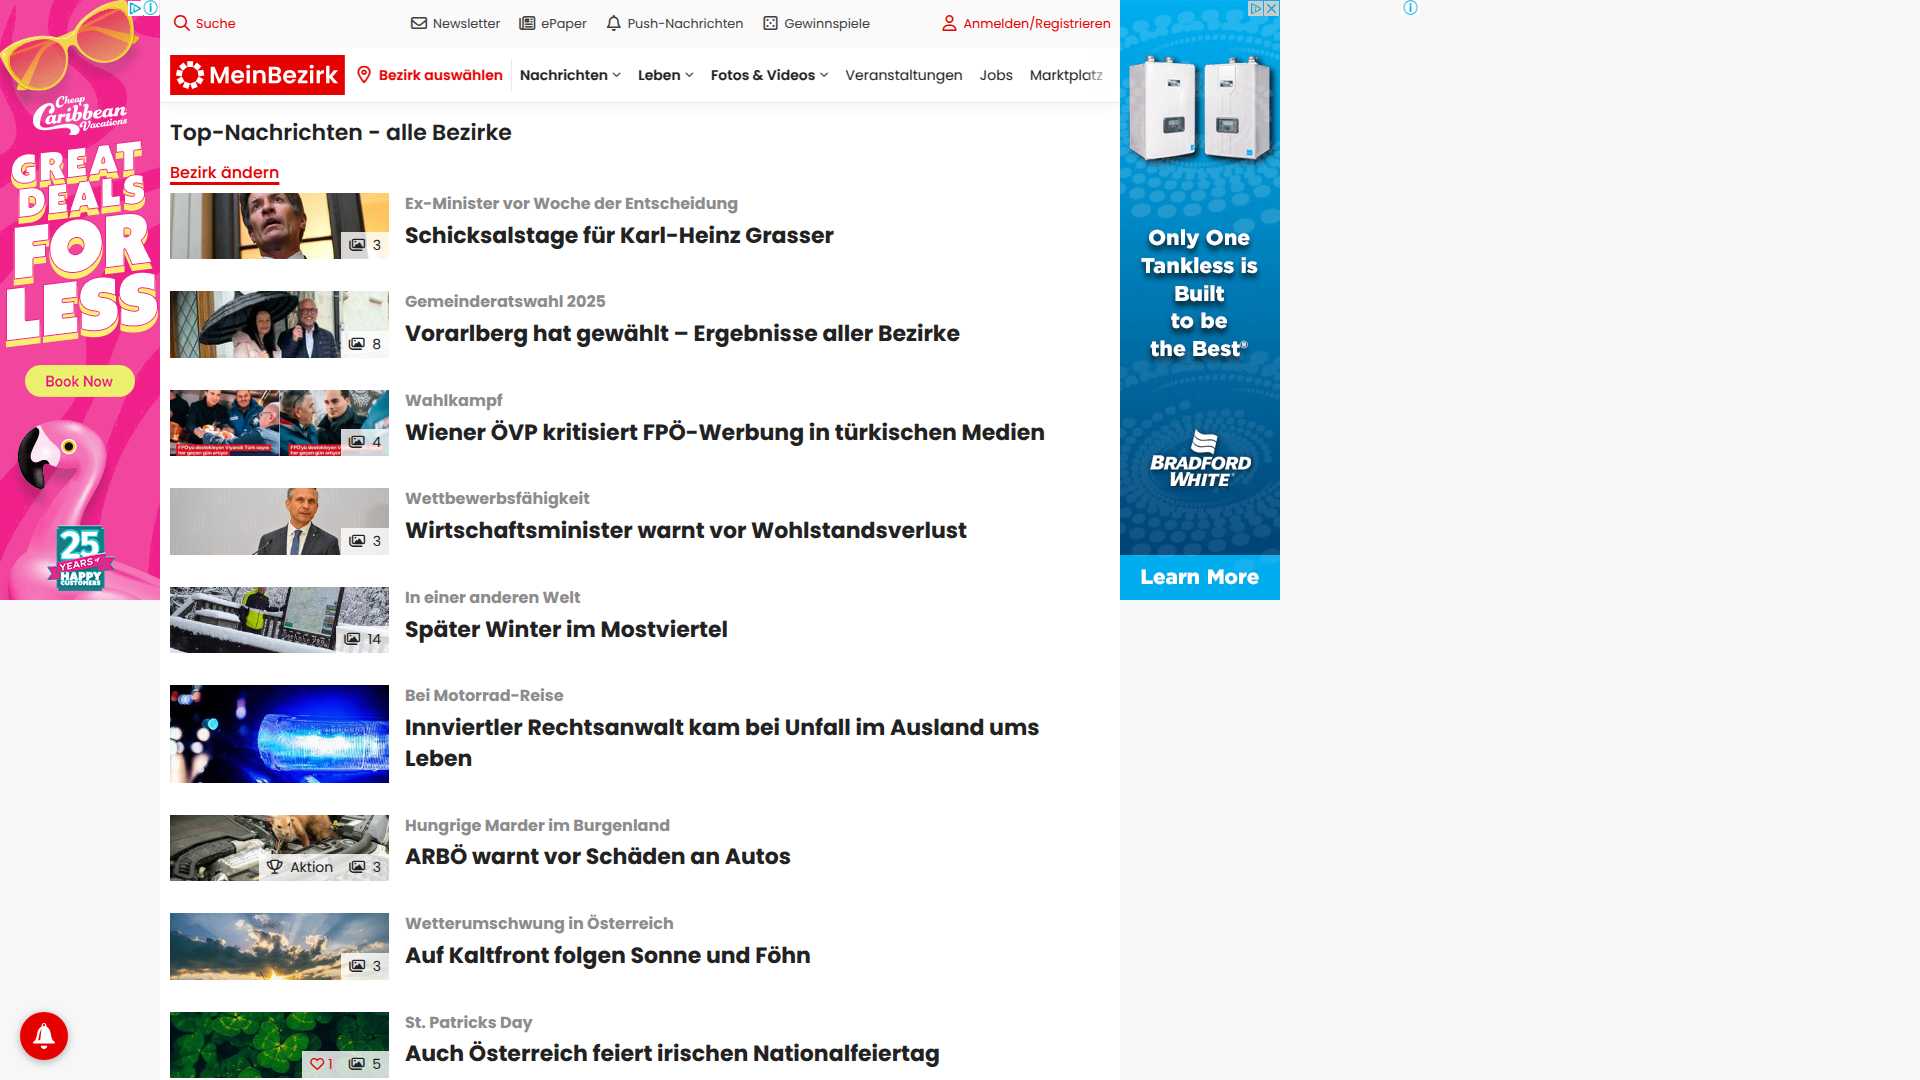 Suche
Newsletter
ePaper
Push-Nachrichten
Gewinnspiele
Anmelden/Registrieren
MeinBezirk
Bezirk auswählen
Nachrichten
Leben
Fotos & Videos
Veranstaltungen
Jobs
Marktplatz
Top-Nachrichten - alle Bezirke
Bezirk ändern
3
Ex-Minister vor Woche der Entscheidung
Schicksalstage für Karl-Heinz Grasser
8
Gemeinderatswahl 2025
Vorarlberg hat gewählt – Ergebnisse aller Bezirke
4
Wahlkampf
Wiener ÖVP kritisiert FPÖ-Werbung in türkischen Medien
3
Wettbewerbsfähigkeit
Wirtschaftsminister warnt vor Wohlstandsverlust
14
In einer anderen Welt
Später Winter im Mostviertel
Bei Motorrad-Reise
Innviertler Rechtsanwalt kam bei Unfall im Ausland ums
Leben
Aktion 3
Hungrige Marder im Burgenland
ARBÖ warnt vor Schäden an Autos
3
Wetterumschwung in Österreich
Auf Kaltfront folgen Sonne und Föhn
1 5
St. Patricks Day
Auch Österreich feiert irischen Nationalfeiertag
Cheap
Caribbean
Vacations
GREAT
DEALS
FOR
LESS
Book Now
25
YEARS of
HAPPY
CUSTOMERS
Only One
Tankless is
Built
to be
the Best®
BRADFORD
WHITE
Learn More